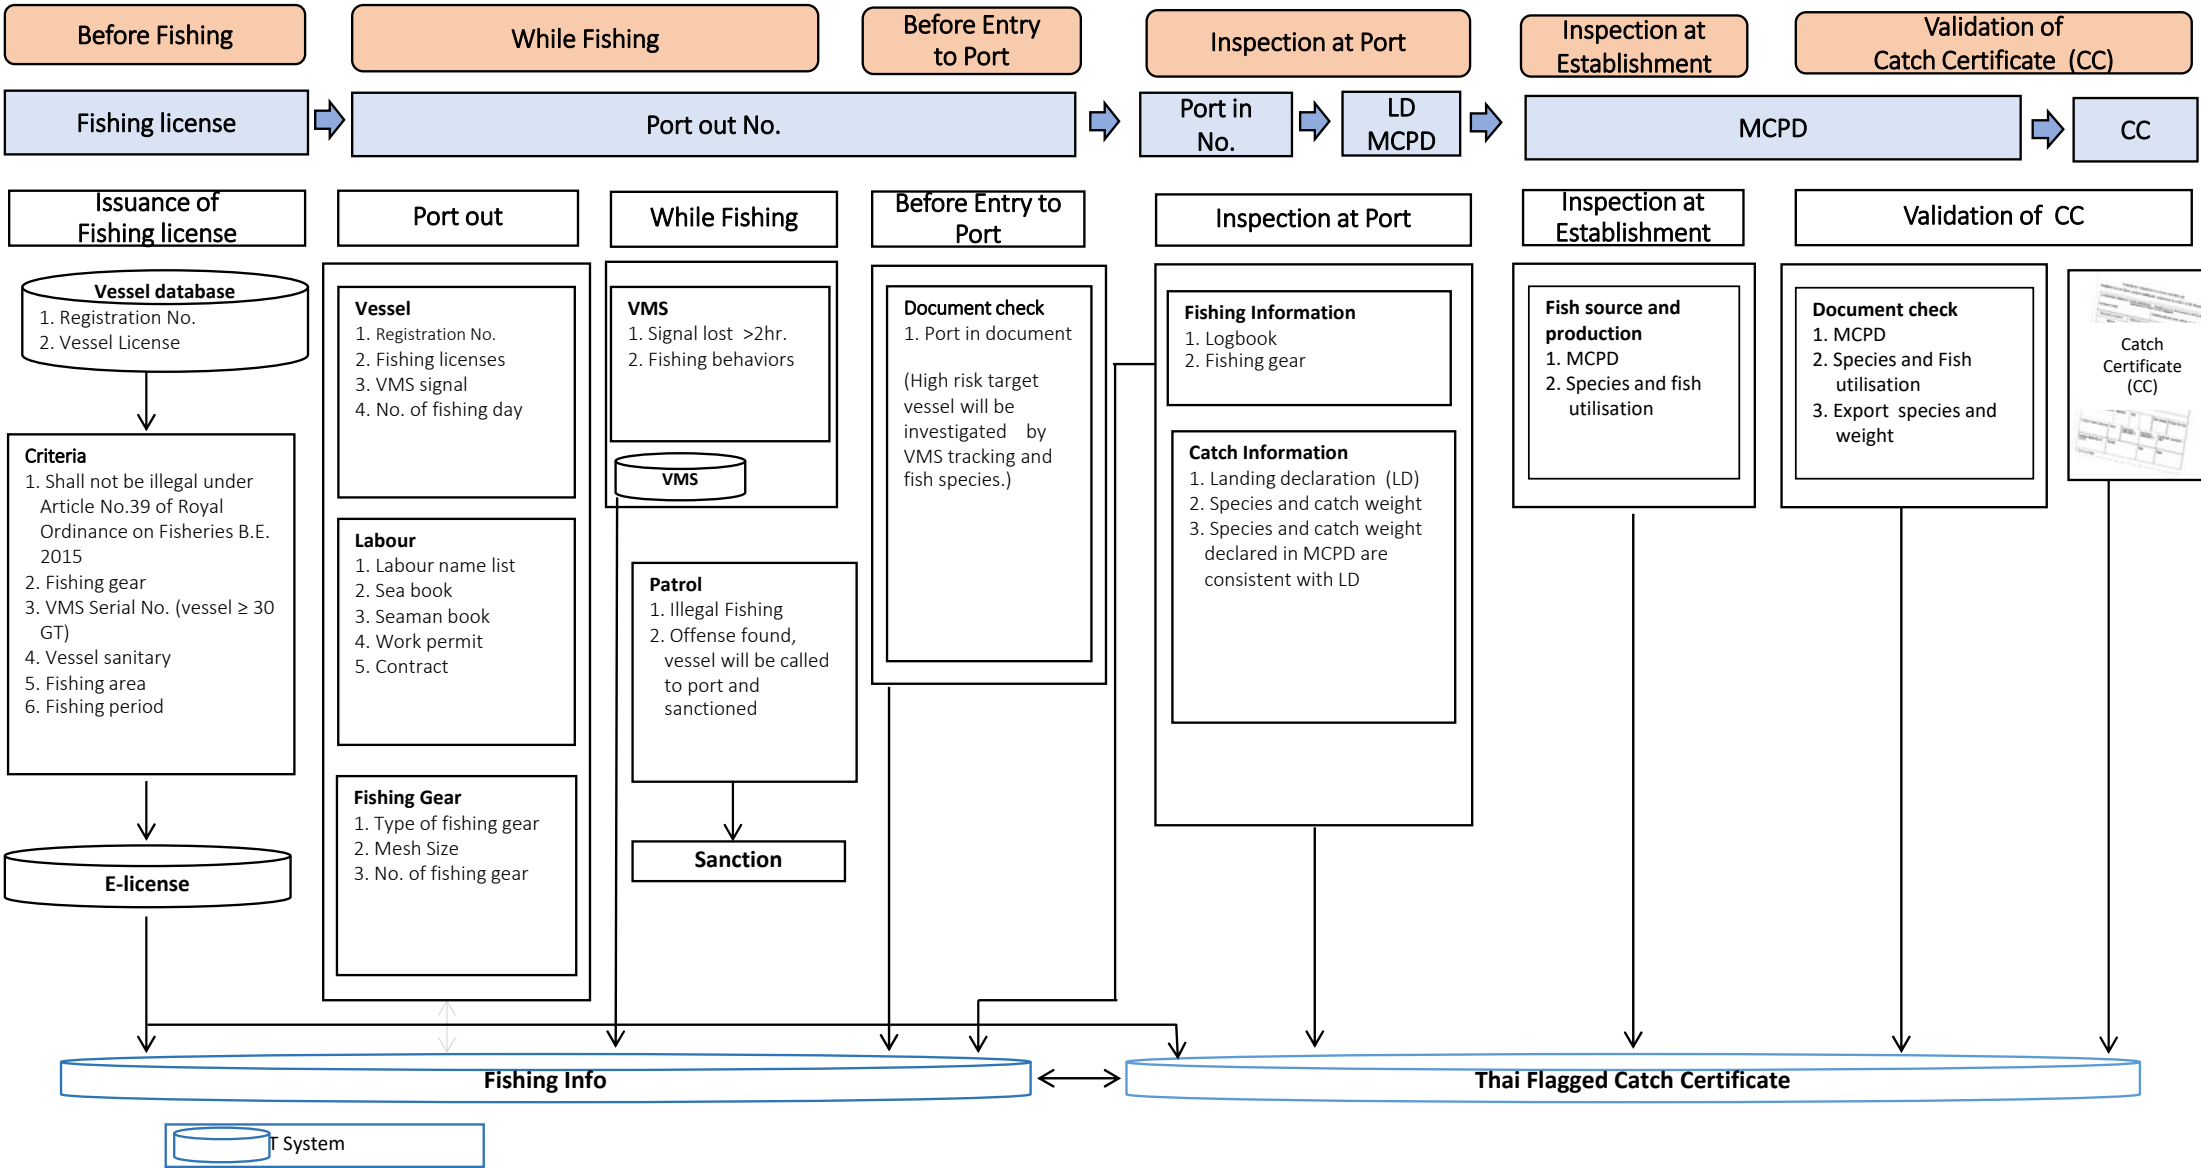 Before Fishing
While Fishing
Before Entry
to Port
Inspection at Port
Inspection at
Establishment
Validation of
Catch Certificate (CC)
Fishing license
Port out No.
Port in
No.
LD
MCPD
MCPD
CC
Issuance of
Fishing license
Port out
While Fishing
Before Entry to
Port
Inspection at Port
Inspection at
Establishment
Validation of CC
Vessel database
1. Registration No.
2. Vessel License
Criteria
1. Shall not be illegal under
Article No.39 of Royal
Ordinance on Fisheries B.E.
2015
2. Fishing gear
3. VMS Serial No. (vessel ≥ 30
GT)
4. Vessel sanitary
5. Fishing area
6. Fishing period
E-license
Vessel
1. Registration No.
2. Fishing licenses
3. VMS signal
4. No. of fishing day
Labour
1. Labour name list
2. Sea book
3. Seaman book
4. Work permit
5. Contract
Fishing Gear
1. Type of fishing gear
2. Mesh Size
3. No. of fishing gear
VMS
1. Signal lost >2hr.
2. Fishing behaviors
VMS
Patrol
1. Illegal Fishing
2. Offense found,
vessel will be called
to port and
sanctioned
Sanction
Document check
1. Port in document
(High risk target
vessel will be
investigated by
VMS tracking and
fish species.)
Fishing Information
1. Logbook
2. Fishing gear
Catch Information
1. Landing declaration (LD)
2. Species and catch weight
3. Species and catch weight
declared in MCPD are
consistent with LD
Fish source and
production
1. MCPD
2. Species and fish
utilisation
Document check
1. MCPD
2. Species and Fish
utilisation
3. Export species and
weight
Catch
Certificate
(CC)
Fishing Info
Thai Flagged Catch Certificate
T System